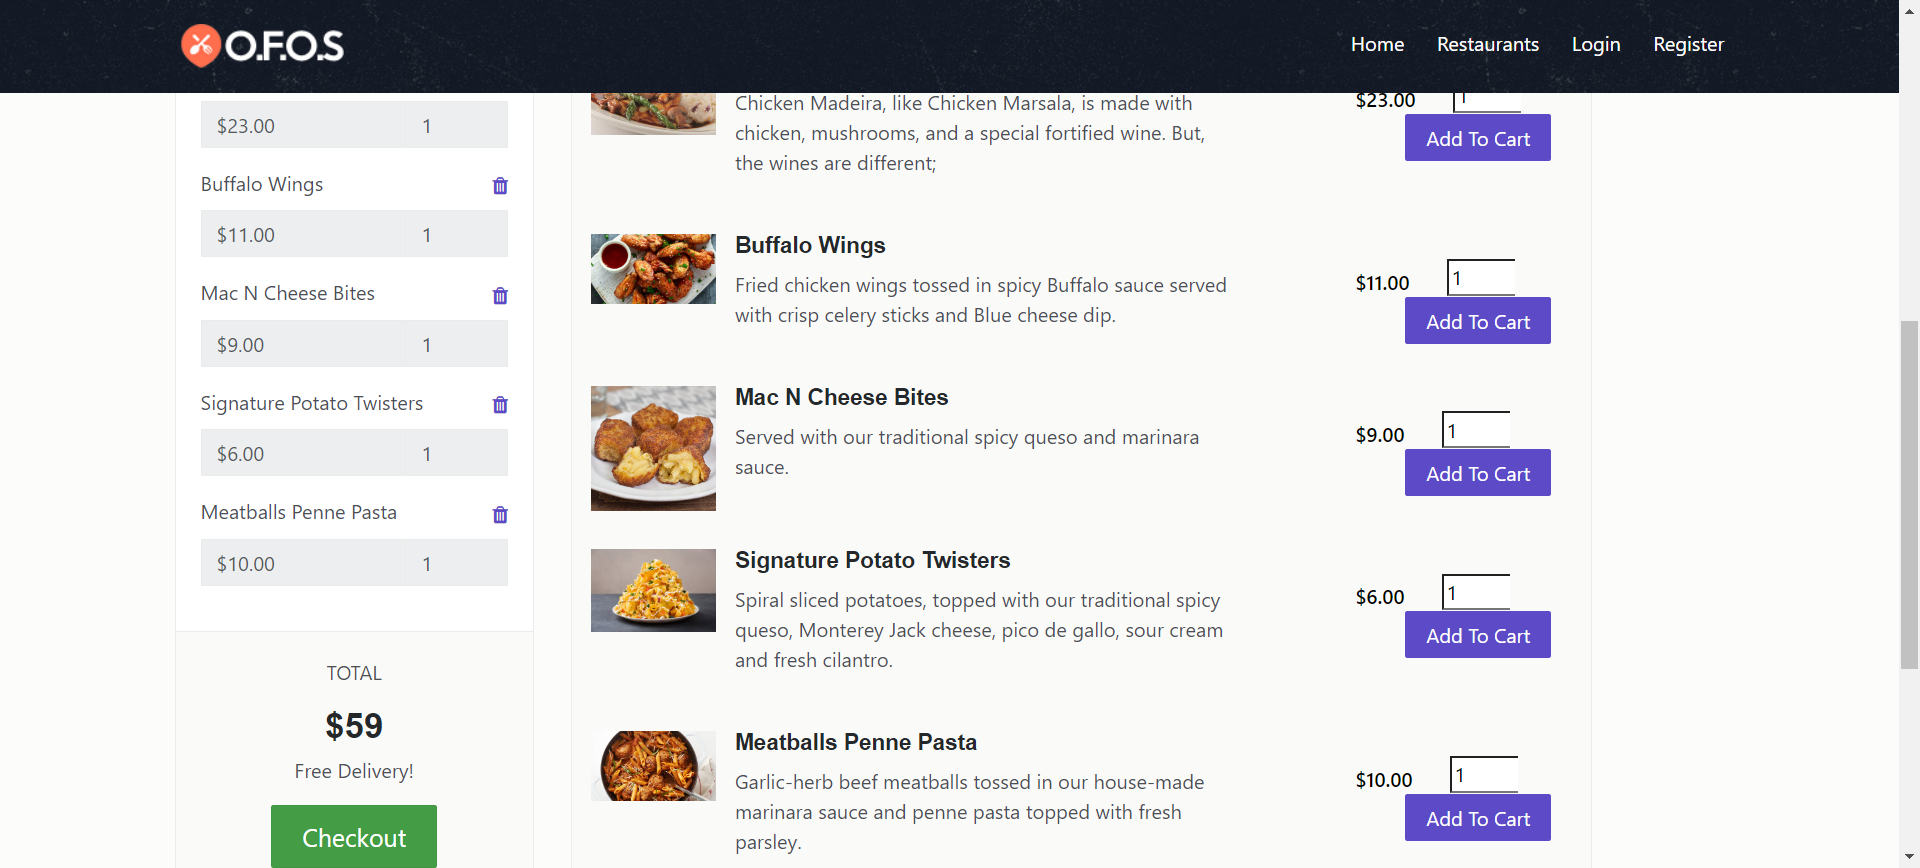 O.F.O.S
Home Restaurants Login Register
$23.00 1
Buffalo Wings
$11.00 1
Mac N Cheese Bites
$9.00 1
Signature Potato Twisters
$6.00 1
Meatballs Penne Pasta
$10.00 1
TOTAL
$59
Free Delivery!
Checkout
Chicken Madeira, like Chicken Marsala, is made with
chicken, mushrooms, and a special fortified wine. But,
the wines are different;
$23.00 1
Add To Cart
Buffalo Wings
Fried chicken wings tossed in spicy Buffalo sauce served
with crisp celery sticks and Blue cheese dip.
$11.00 1
Add To Cart
Mac N Cheese Bites
Served with our traditional spicy queso and marinara
sauce.
$9.00 1
Add To Cart
Signature Potato Twisters
Spiral sliced potatoes, topped with our traditional spicy
queso, Monterey Jack cheese, pico de gallo, sour cream
and fresh cilantro.
$6.00 1
Add To Cart
Meatballs Penne Pasta
Garlic-herb beef meatballs tossed in our house-made
marinara sauce and penne pasta topped with fresh
parsley.
$10.00 1
Add To Cart